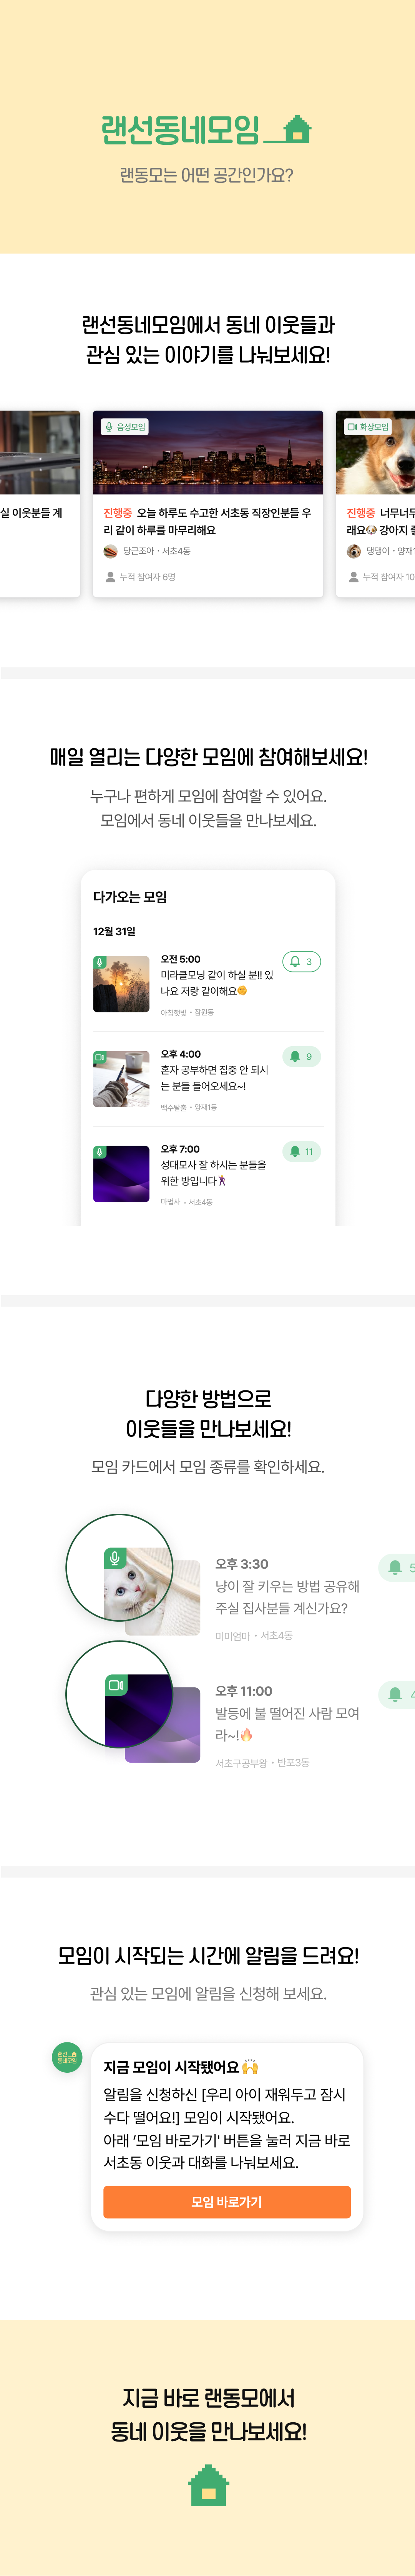 랜선동네모임
랜동모는 어떤 공간인가요?
랜선동네모임에서 동네 이웃들과
관심 있는 이야기를 나눠보세요!
실 이웃분들 계
음성모임
진행중 오늘 하루도 수고한 서초동 직장인분들 우
리 같이 하루를 마무리해요
당근조아 · 서초4동
누적 참여자 6명
화상모임
진행중 너무너무
래요🐶 강아지 좋
댕댕이 · 양재1
누적 참여자 10
매일 열리는 다양한 모임에 참여해보세요!
누구나 편하게 모임에 참여할 수 있어요.
모임에서 동네 이웃들을 만나보세요.
다가오는 모임
12월 31일
오전 5:00
미라클모닝 같이 하실 분!! 있
나요 저랑 같이해요🌞
아침햇빛 · 잠원동
3
오후 4:00
혼자 공부하면 집중 안 되시
는 분들 들어오세요~!
백수탈출 · 양재1동
9
오후 7:00
성대모사 잘 하시는 분들을
위한 방입니다🕺
마법사 · 서초4동
11
다양한 방법으로
이웃들을 만나보세요!
모임 카드에서 모임 종류를 확인하세요.
오후 3:30
냥이 잘 키우는 방법 공유해
주실 집사분들 계신가요?
미미엄마 · 서초4동
5
오후 11:00
발등에 불 떨어진 사람 모여
라~!🔥
서초구공부왕 · 반포3동
4
모임이 시작되는 시간에 알림을 드려요!
관심 있는 모임에 알림을 신청해 보세요.
랜선
동네모임
지금 모임이 시작됐어요 🙌
알림을 신청하신 [우리 아이 재워두고 잠시
수다 떨어요!] 모임이 시작됐어요.
아래 '모임 바로가기' 버튼을 눌러 지금 바로
서초동 이웃과 대화를 나눠보세요.
모임 바로가기
지금 바로 랜동모에서
동네 이웃을 만나보세요!